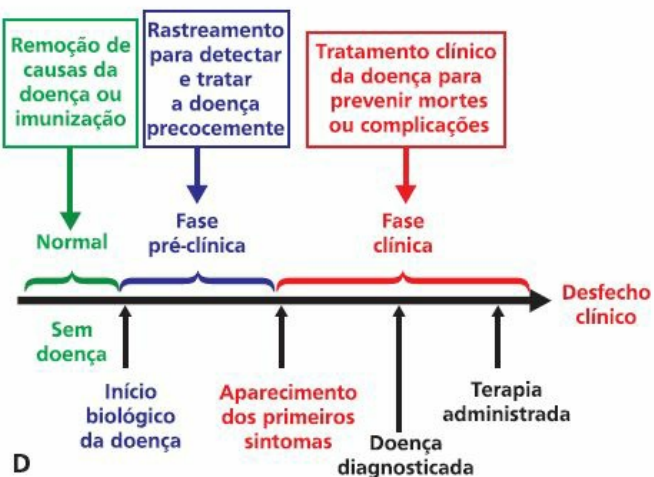 Remoção de
causas da
doença ou
imunização
Rastreamento
para detectar
e tratar
a doença
precocemente
Tratamento clínico
da doença para
prevenir mortes
ou complicações
Normal
Fase
pré-clínica
Fase
clínica
Desfecho
clínico
Sem
doença
Início
biológico
da doença
Aparecimento
dos primeiros
sintomas
Doença
diagnosticada
Terapia
administrada
D